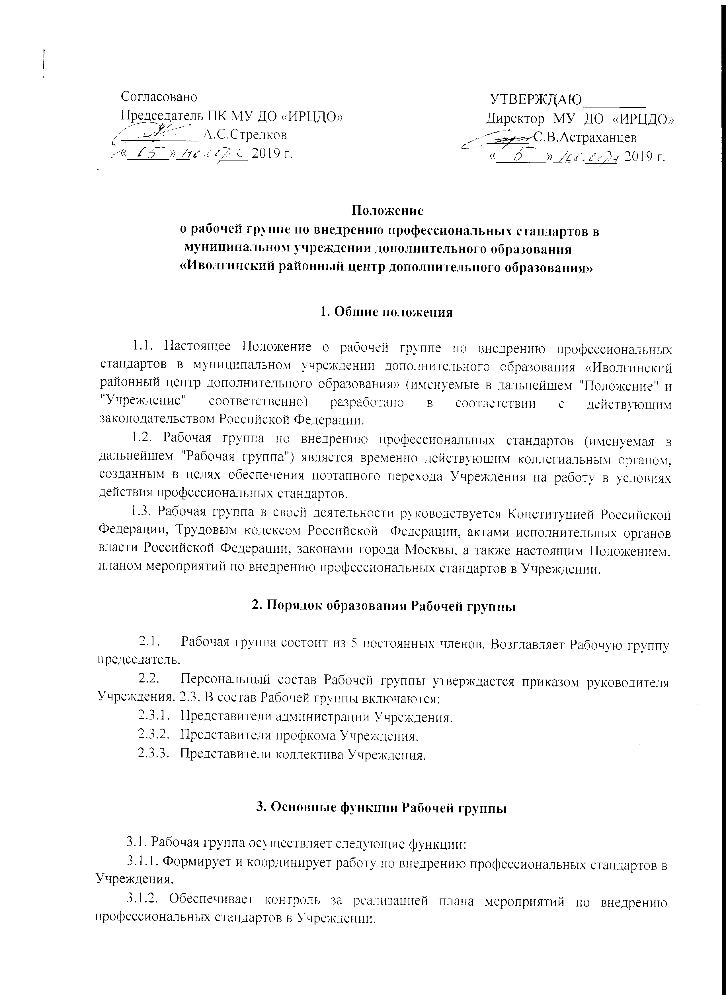 Согласовано
Председатель ПК МУ ДО «ИРЦДО»
А.С.Стрелков
«15» ноября 2019 г.
УТВЕРЖДАЮ
Директор МУ ДО «ИРЦДО»
С.В.Астраханцев
«5» ноября 2019 г.
Положение
о рабочей группе по внедрению профессиональных стандартов в
муниципальном учреждении дополнительного образования
«Иволгинский районный центр дополнительного образования»
1. Общие положения
1.1. Настоящее Положение о рабочей группе по внедрению профессиональных
стандартов в муниципальном учреждении дополнительного образования «Иволгинский
районный центр дополнительного образования» (именуемые в дальнейшем "Положение" и
"Учреждение" соответственно) разработано в соответствии с действующим
законодательством Российской Федерации.
1.2. Рабочая группа по внедрению профессиональных стандартов (именуемая в
дальнейшем "Рабочая группа") является временно действующим коллегиальным органом,
созданным в целях обеспечения поэтапного перехода Учреждения на работу в условиях
действия профессиональных стандартов.
1.3. Рабочая группа в своей деятельности руководствуется Конституцией Российской
Федерации, Трудовым кодексом Российской Федерации, актами исполнительных органов
власти Российской Федерации, законами города Москвы, а также настоящим Положением,
планом мероприятий по внедрению профессиональных стандартов в Учреждении.
2. Порядок образования Рабочей группы
2.1. Рабочая группа состоит из 5 постоянных членов. Возглавляет Рабочую группу
председатель.
2.2. Персональный состав Рабочей группы утверждается приказом руководителя
Учреждения. 2.3. В состав Рабочей группы включаются:
2.3.1. Представители администрации Учреждения.
2.3.2. Представители профкома Учреждения.
2.3.3. Представители коллектива Учреждения.
3. Основные функции Рабочей группы
3.1. Рабочая группа осуществляет следующие функции:
3.1.1. Формирует и координирует работу по внедрению профессиональных стандартов в
Учреждения.
3.1.2. Обеспечивает контроль за реализацией плана мероприятий по внедрению
профессиональных стандартов в Учреждении.